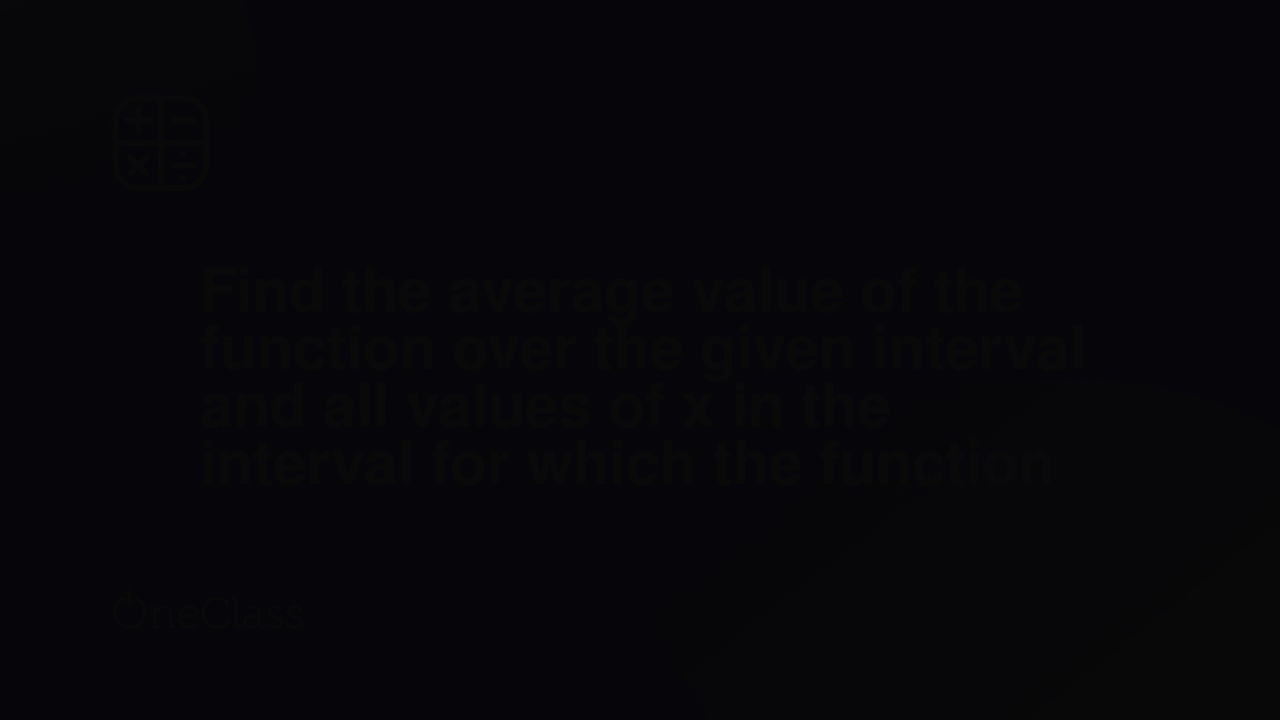 Find the average value of the
function over the given interval
and all values of x in the
interval for which the function
OneClass